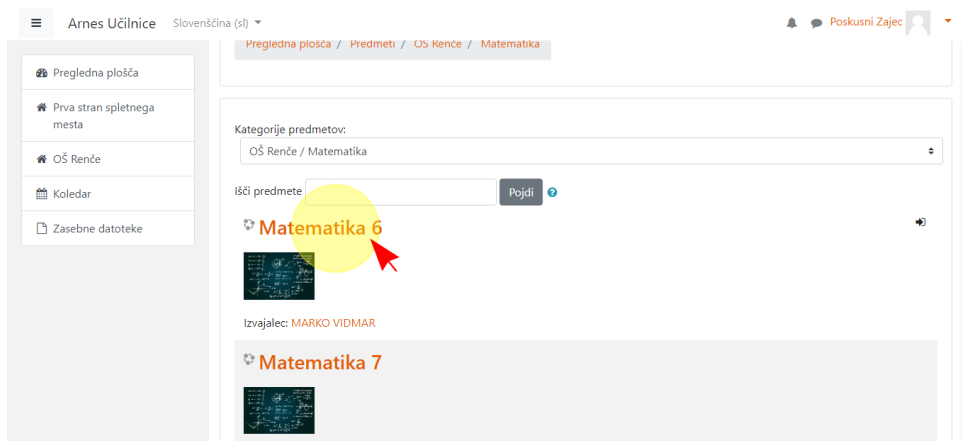 Arnes Učilnice Slovenščina (sl)
Poskusni Zajec
Pregledna plošča / Predmeti / OŠ Renče / Matematika
Pregledna plošča
Prva stran spletnega
mesta
OŠ Renče
Koledar
Zasebne datoteke
Kategorije predmetov:
OŠ Renče / Matematika
Išči predmete Pojdi
Matematika 6
Izvajalec: MARKO VIDMAR
Matematika 7